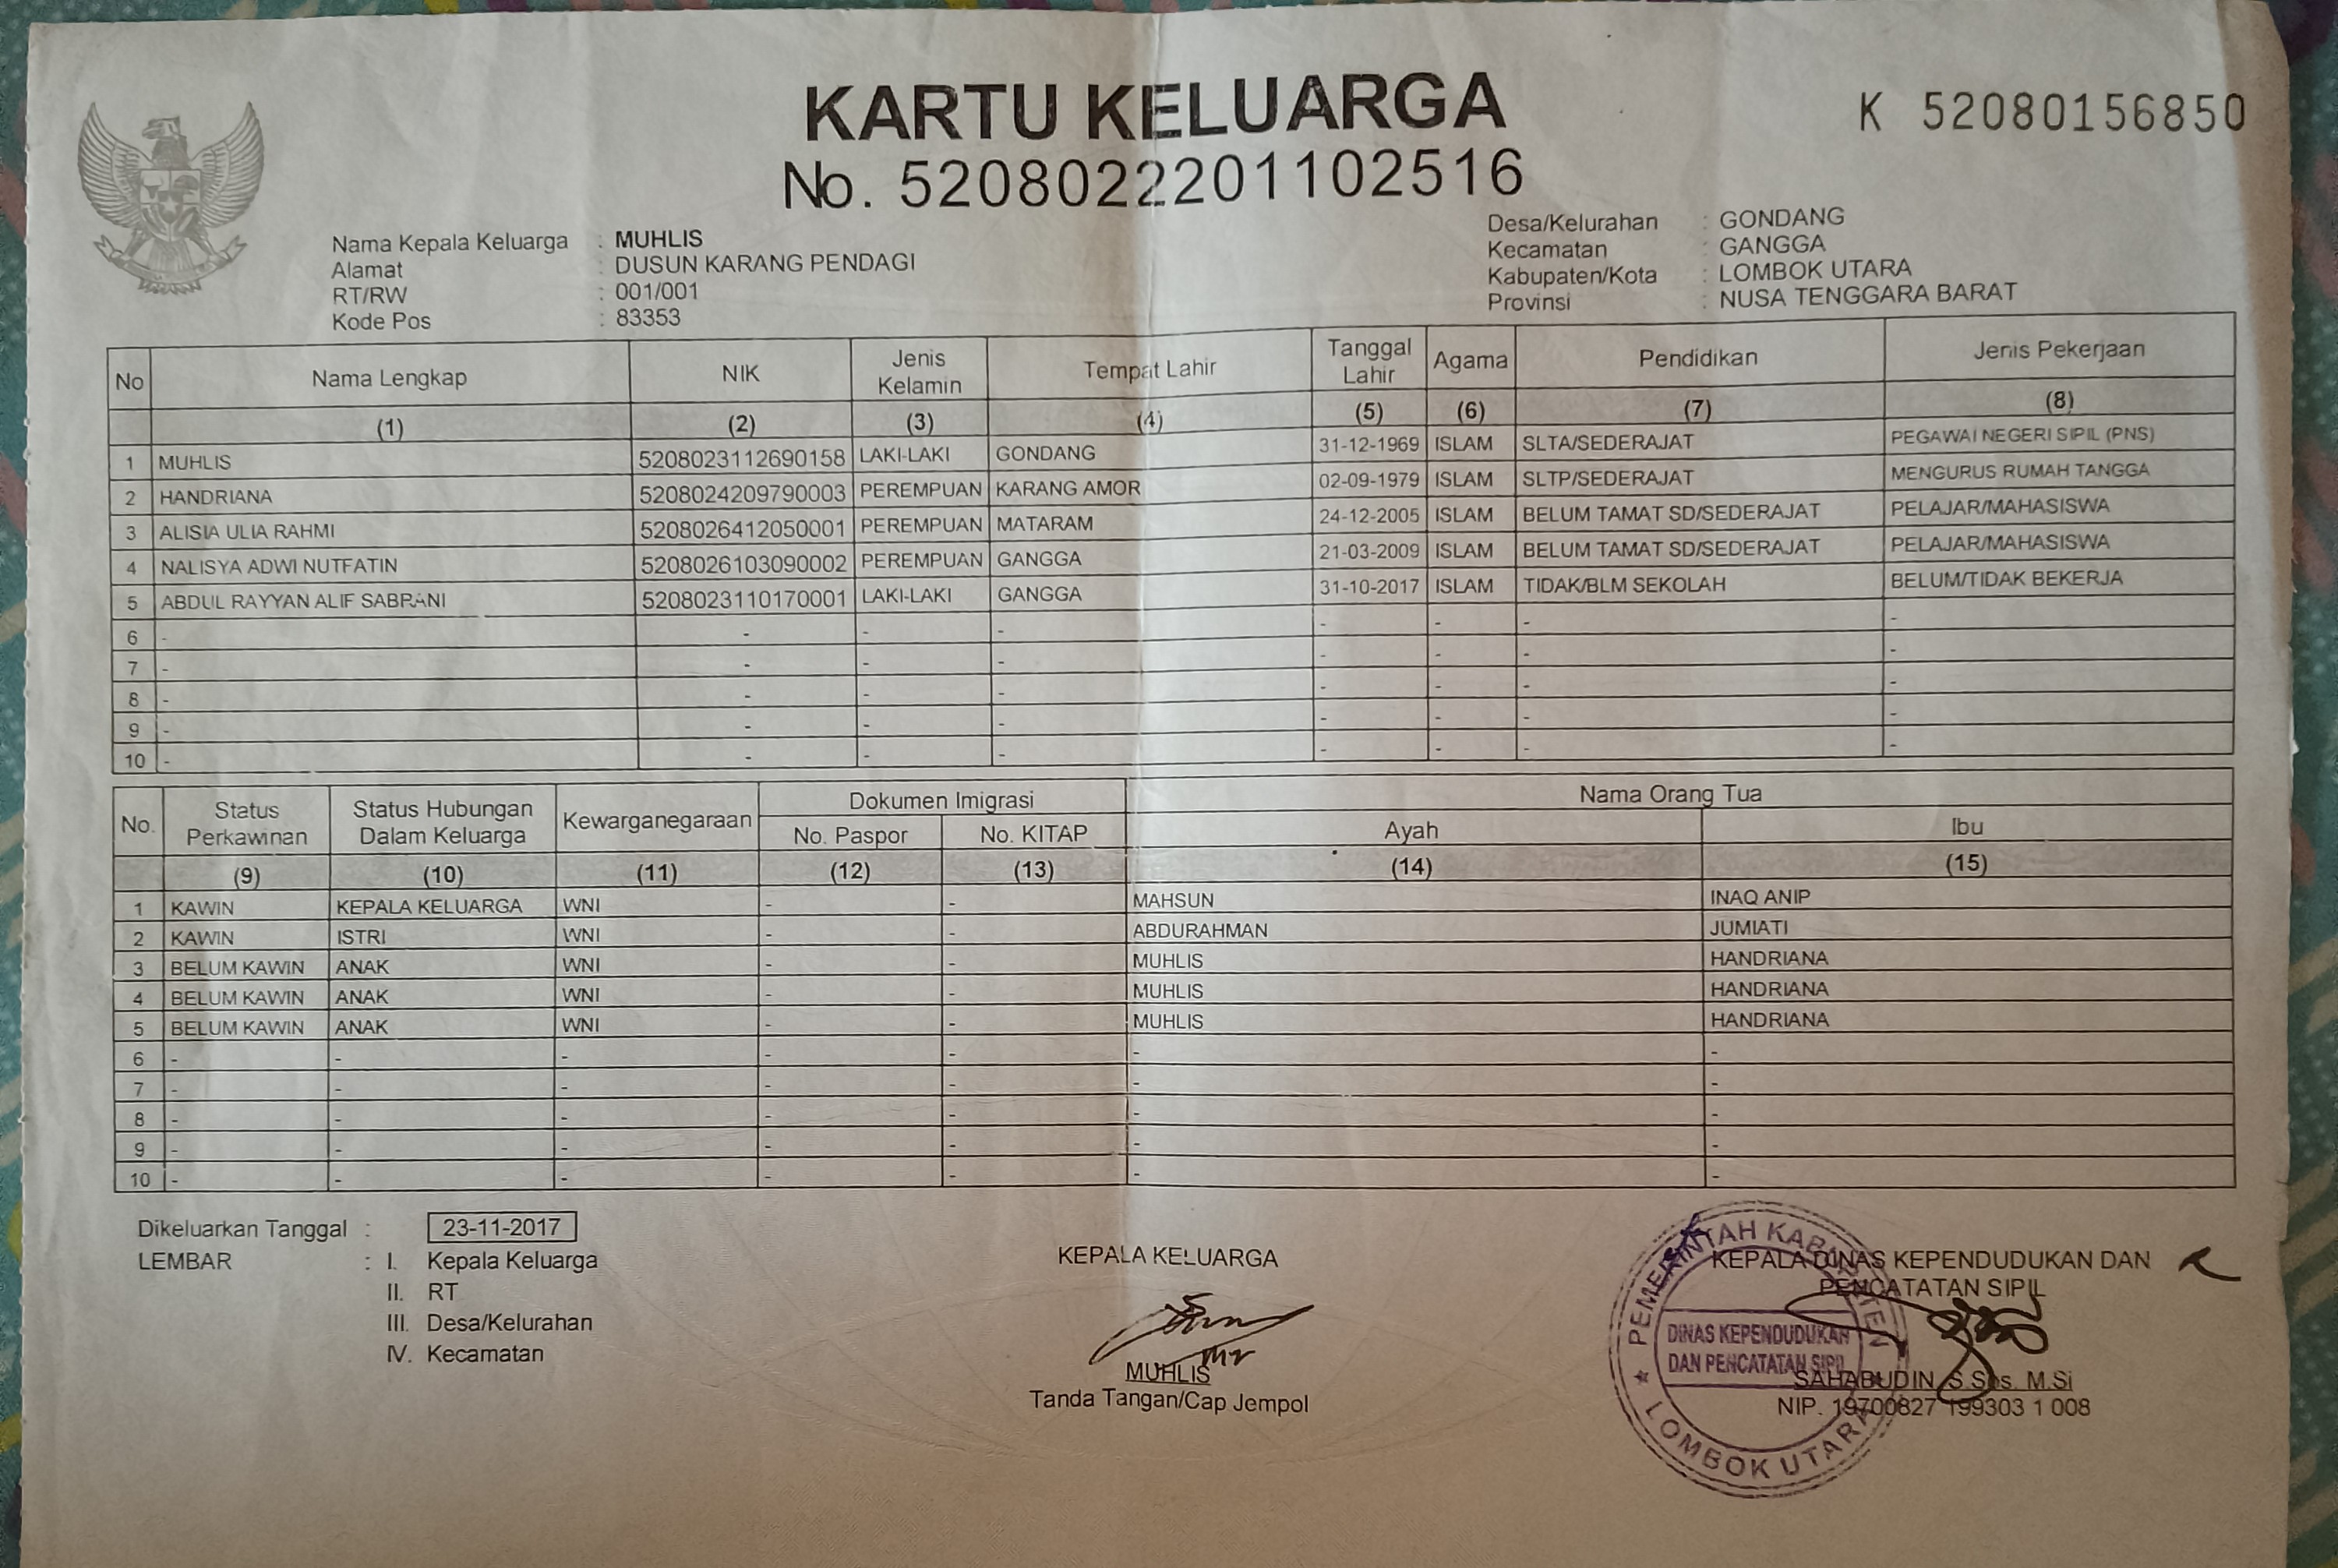 KARTU KELUARGA
No. 5208022201102516
K 52080156850
Nama Kepala Keluarga : MUHLIS
Alamat : DUSUN KARANG PENDAGI
RT/RW : 001/001
Kode Pos : 83353
Desa/Kelurahan : GONDANG
Kecamatan : GANGGA
Kabupaten/Kota : LOMBOK UTARA
Provinsi : NUSA TENGGARA BARAT
No Nama Lengkap NIK Jenis Kelamin Tempat Lahir Tanggal Lahir Agama Pendidikan Jenis Pekerjaan
(1) (2) (3) (4) (5) (6) (7) (8)
1 MUHLIS 5208023112690158 LAKI-LAKI GONDANG 31-12-1969 ISLAM SLTA/SEDERAJAT PEGAWAI NEGERI SIPIL (PNS)
2 HANDRIANA 5208024209790003 PEREMPUAN KARANG AMOR 02-09-1979 ISLAM SLTP/SEDERAJAT MENGURUS RUMAH TANGGA
3 ALISIA ULIA RAHMI 5208026412050001 PEREMPUAN MATARAM 24-12-2005 ISLAM BELUM TAMAT SD/SEDERAJAT PELAJAR/MAHASISWA
4 NALISYA ADWI NUTFATIN 5208026103090002 PEREMPUAN GANGGA 21-03-2009 ISLAM BELUM TAMAT SD/SEDERAJAT PELAJAR/MAHASISWA
5 ABDUL RAYYAN ALIF SABRANI 5208023110170001 LAKI-LAKI GANGGA 31-10-2017 ISLAM TIDAK/BLM SEKOLAH BELUM/TIDAK BEKERJA
6 - - - - - - - -
7 - - - - - - - -
8 - - - - - - - -
9 - - - - - - - -
10 - - - - - - - -
No. Status Perkawinan Status Hubungan Dalam Keluarga Kewarganegaraan Dokumen Imigrasi Nama Orang Tua
No. Paspor No. KITAP Ayah Ibu
(9) (10) (11) (12) (13) (14) (15)
1 KAWIN KEPALA KELUARGA WNI - - MAHSUN INAQ ANIP
2 KAWIN ISTRI WNI - - ABDURAHMAN JUMIATI
3 BELUM KAWIN ANAK WNI - - MUHLIS HANDRIANA
4 BELUM KAWIN ANAK WNI - - MUHLIS HANDRIANA
5 BELUM KAWIN ANAK WNI - - MUHLIS HANDRIANA
6 - - - - - - -
7 - - - - - - -
8 - - - - - - -
9 - - - - - - -
10 - - - - - - -
Dikeluarkan Tanggal : 23-11-2017
LEMBAR : I. Kepala Keluarga
II. RT
III. Desa/Kelurahan
IV. Kecamatan
KEPALA KELUARGA
MUHLIS
Tanda Tangan/Cap Jempol
KEPALA DINAS KEPENDUDUKAN DAN
PENCATATAN SIPIL
SAHABUDIN, S.Sos. M.Si
NIP. 19700827 199303 1 008
PEMERINTAH KABUPATEN
DINAS KEPENDUDUKAN
DAN PENCATATAN SIPIL
LOMBOK UTARA